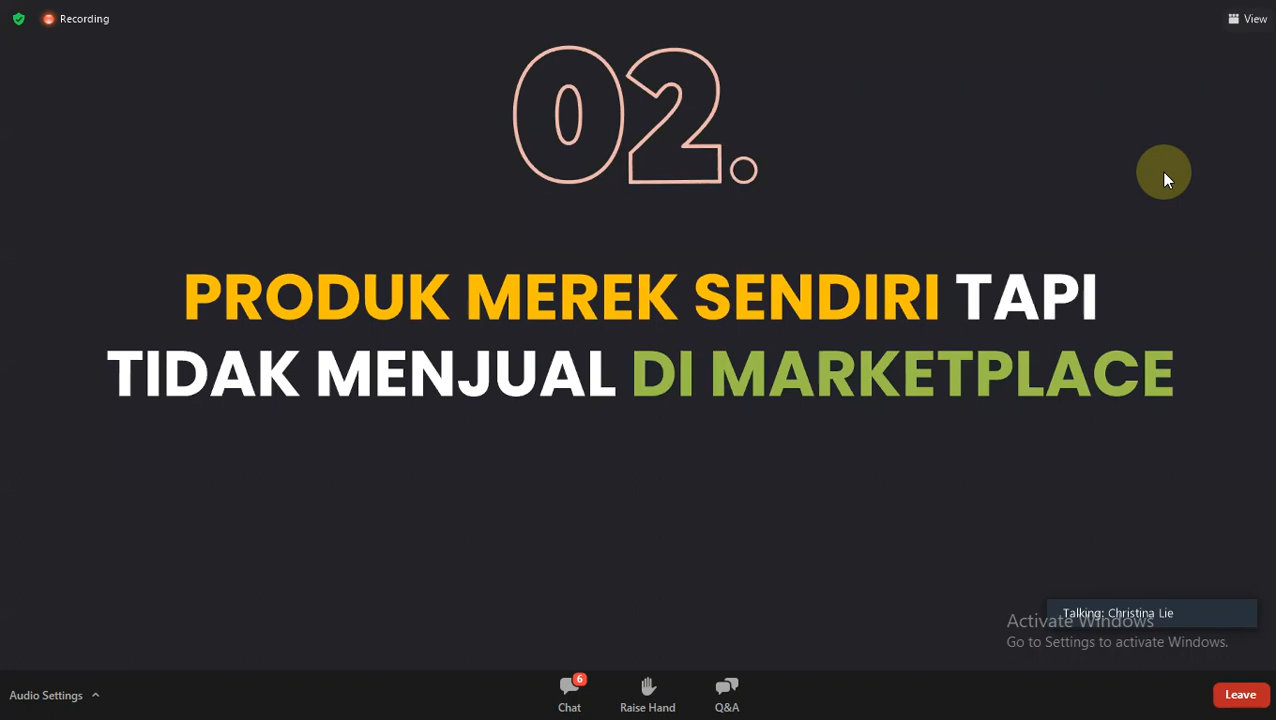 Recording
View
02.
PRODUK MEREK SENDIRI TAPI
TIDAK MENJUAL DI MARKETPLACE
Talking: Christina Lie
Activate Windows
Go to Settings to activate Windows.
Audio Settings
6
Chat
Raise Hand
Q&A
Leave